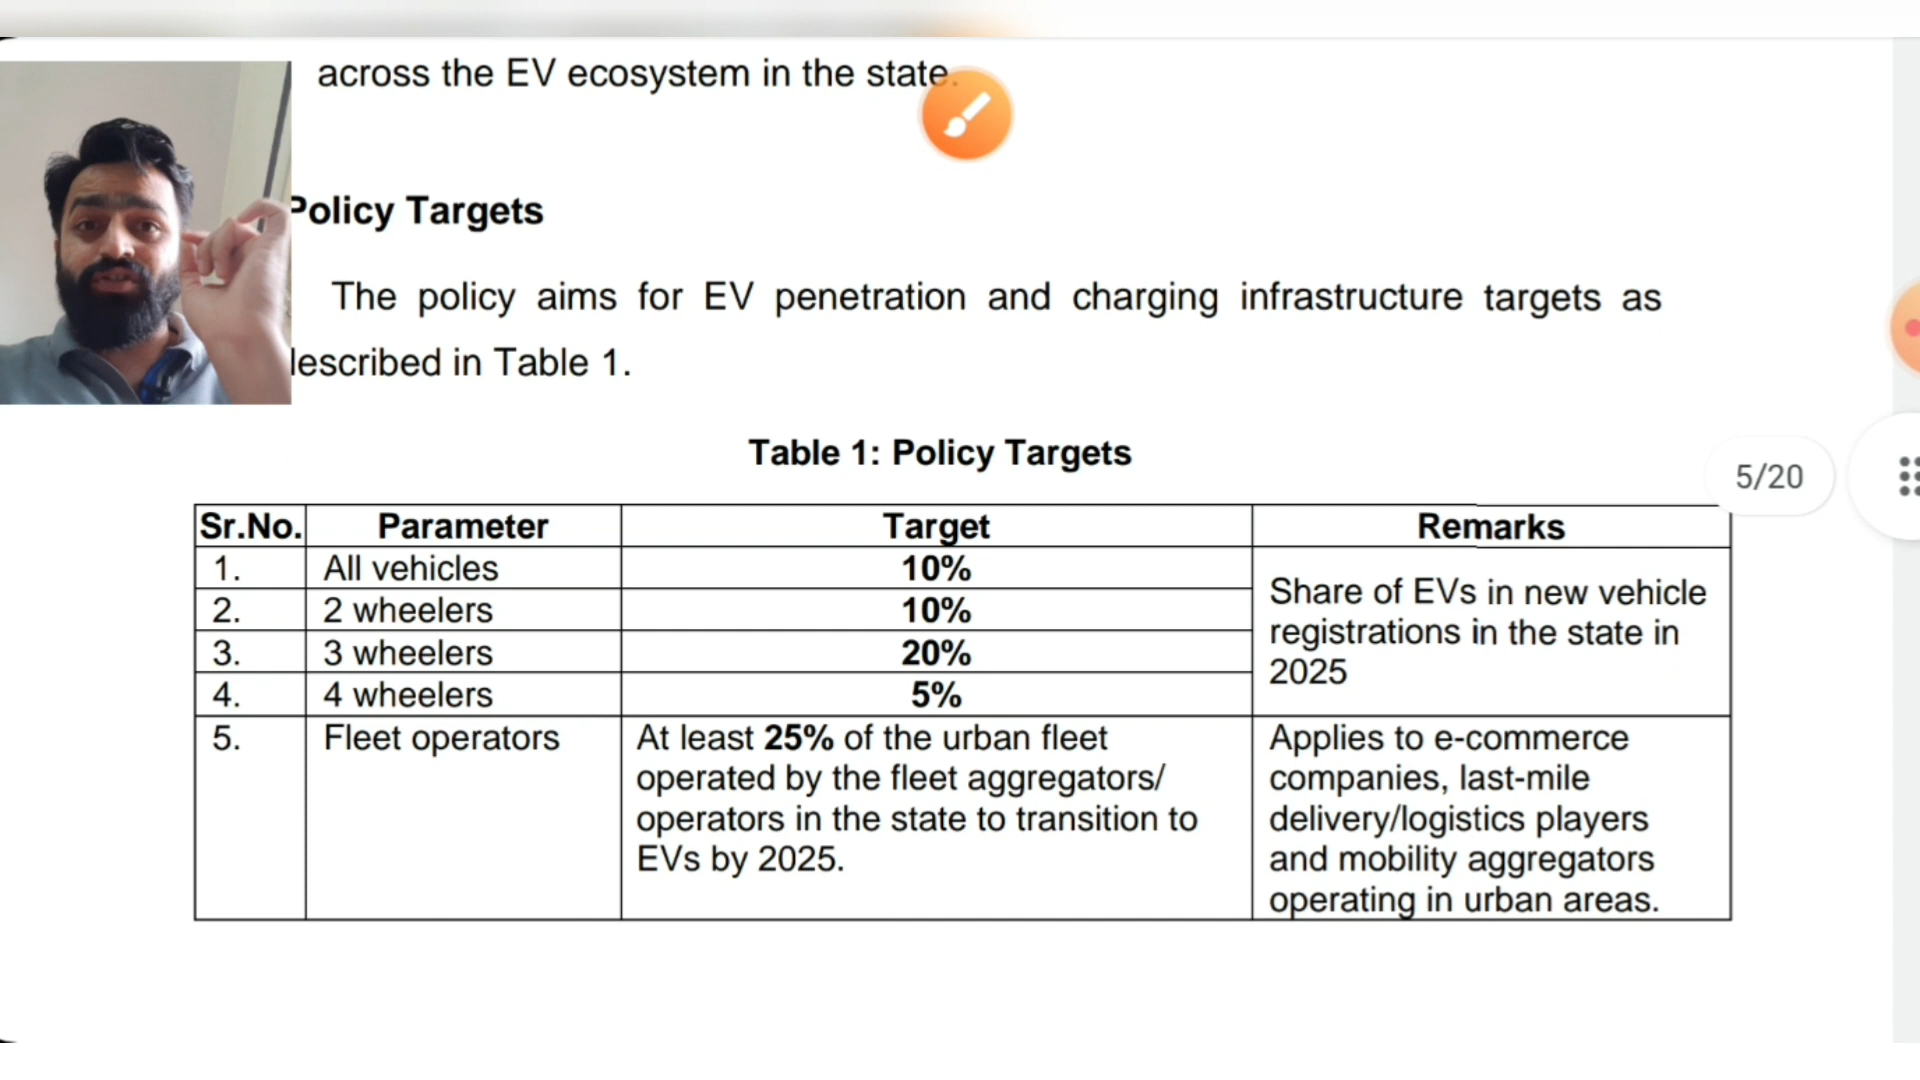 across the EV ecosystem in the state.
Policy Targets
The policy aims for EV penetration and charging infrastructure targets as
described in Table 1.
Table 1: Policy Targets
5/20
Sr.No. Parameter Target Remarks
1. All vehicles 10%
2. 2 wheelers 10%
3. 3 wheelers 20%
4. 4 wheelers 5%
Share of EVs in new vehicle
registrations in the state in
2025
5. Fleet operators
At least 25% of the urban fleet
operated by the fleet aggregators/
operators in the state to transition to
EVs by 2025.
Applies to e-commerce
companies, last-mile
delivery/logistics players
and mobility aggregators
operating in urban areas.